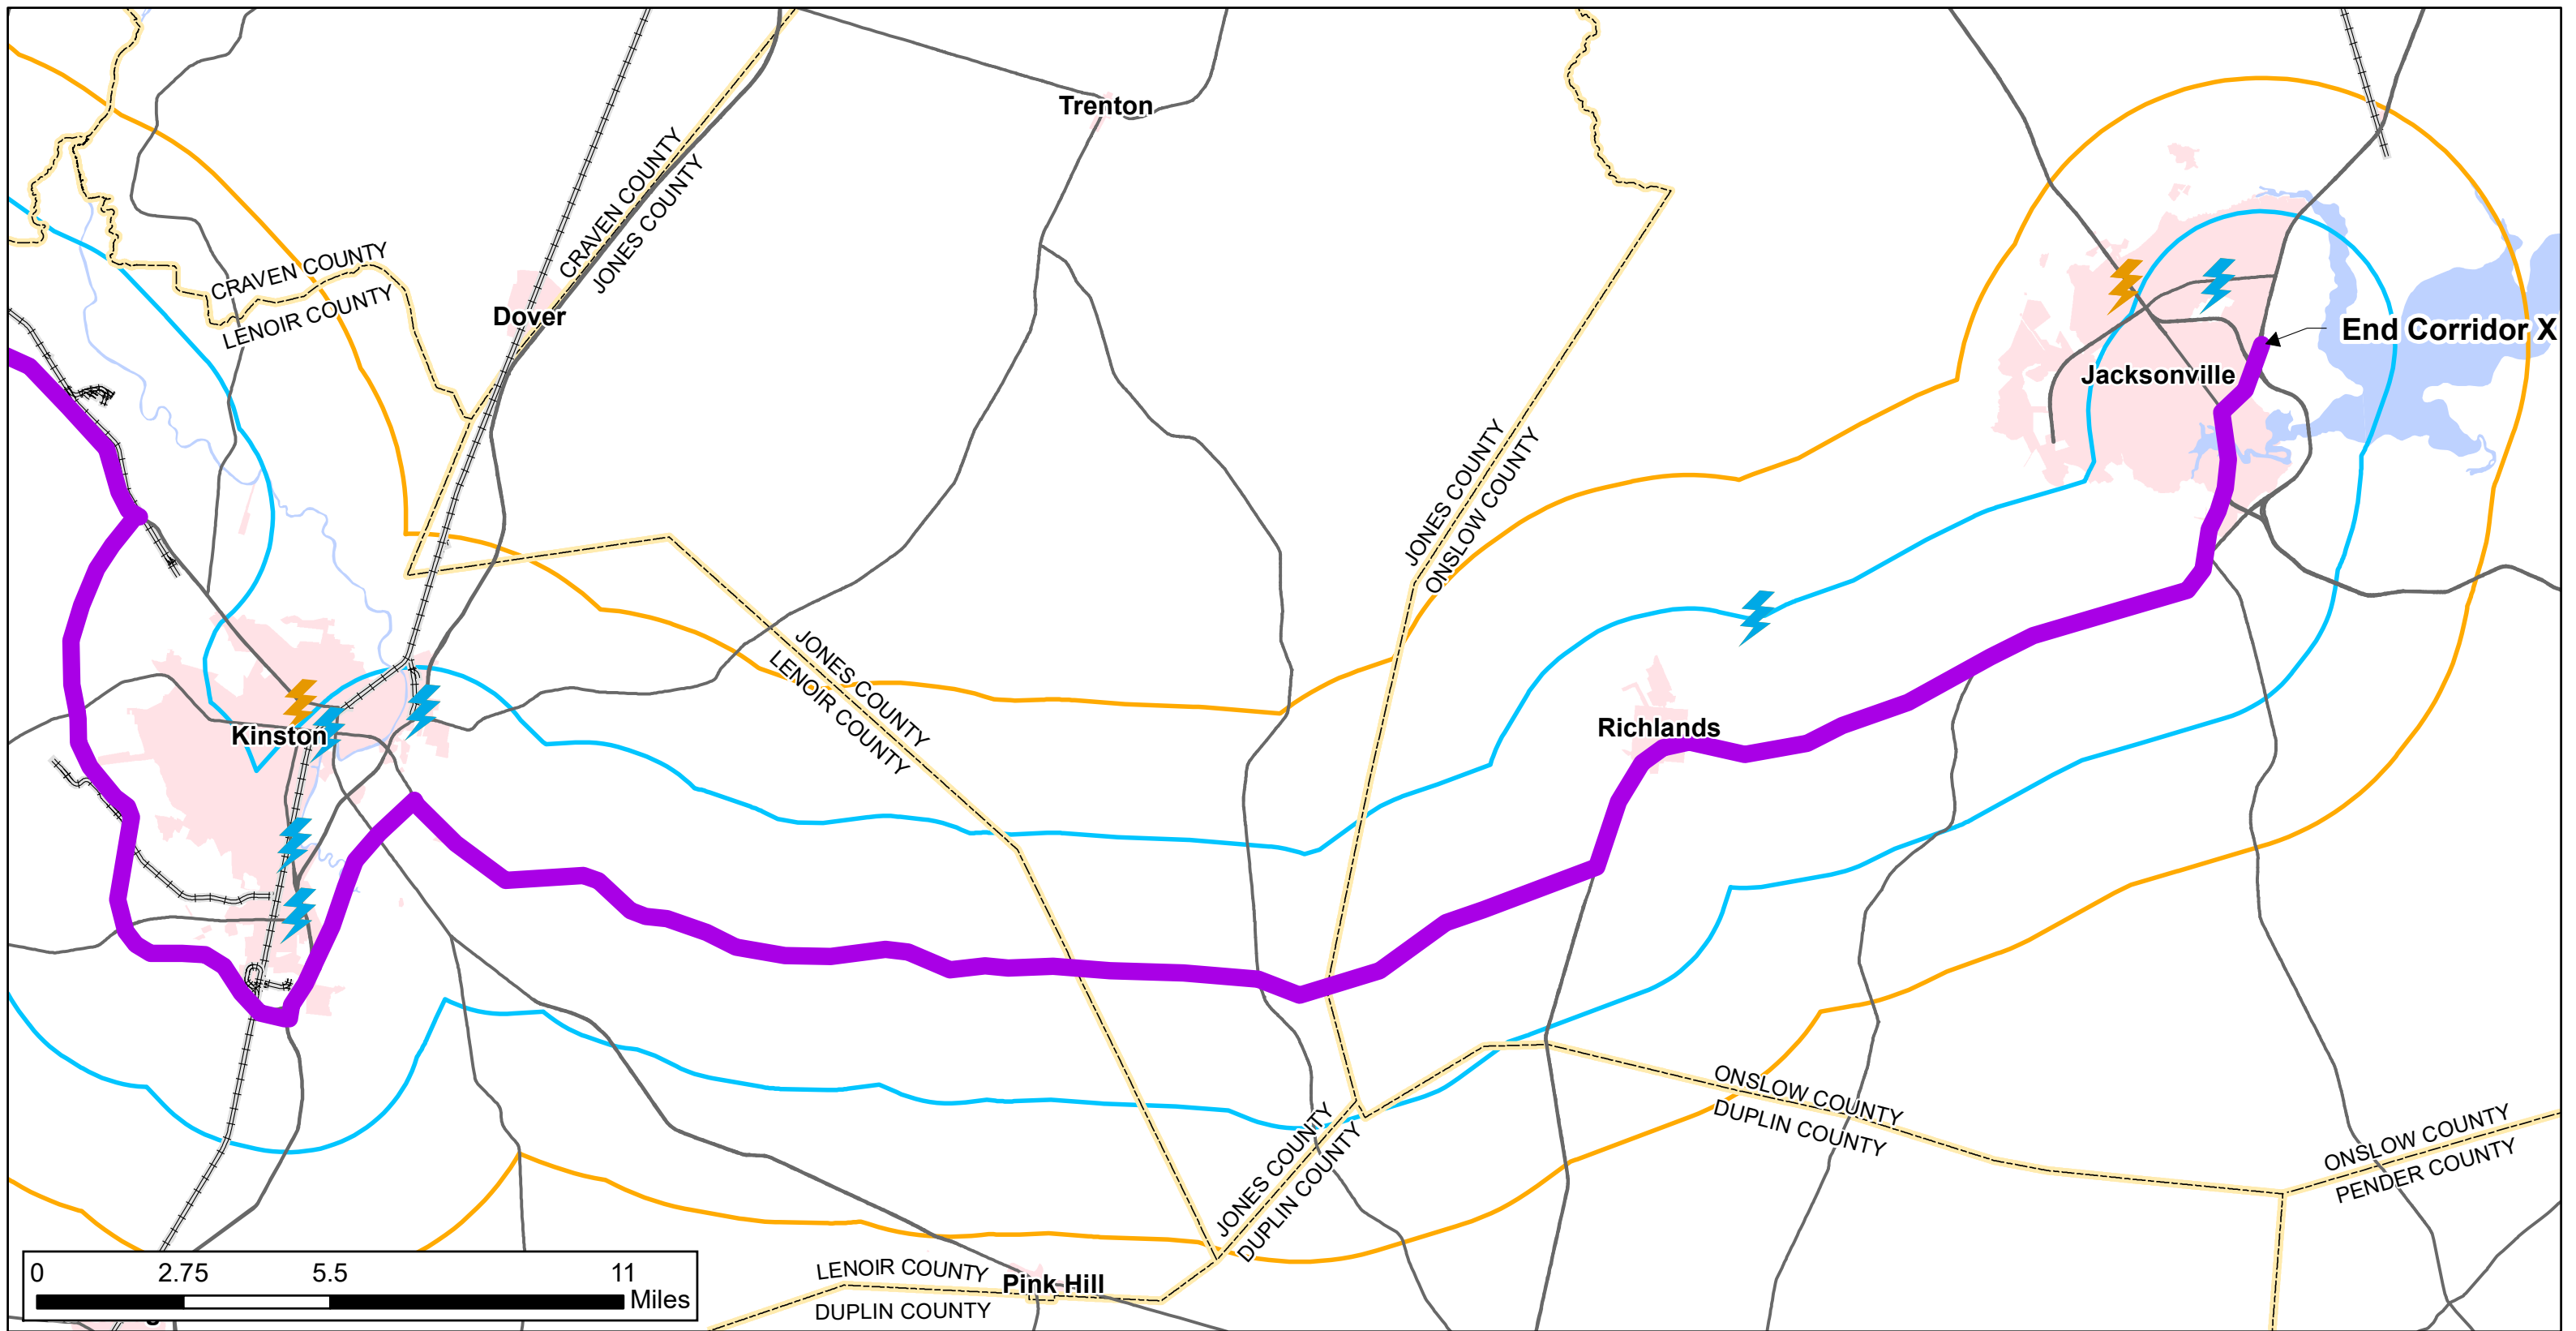 Trenton
CRAVEN COUNTY
JONES COUNTY
CRAVEN COUNTY
LENOIR COUNTY
Dover
End Corridor X
Jacksonville
JONES COUNTY
ONSLOW COUNTY
JONES COUNTY
LENOIR COUNTY
Kinston
Richlands
ONSLOW COUNTY
DUPLIN COUNTY
JONES COUNTY
DUPLIN COUNTY
ONSLOW COUNTY
PENDER COUNTY
LENOIR COUNTY
DUPLIN COUNTY
Pink Hill
0 2.75 5.5 11
Miles